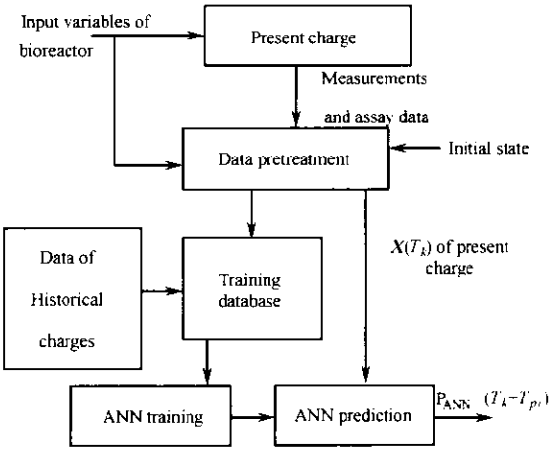 Input variables of
bioreactor
Present charge
Measurements
and assay data
Data pretreatment
Initial state
Data of
Historical
charges
Training
database
X(Tk) of present
charge
ANN training
ANN prediction
PANN (Tk+Tpt)